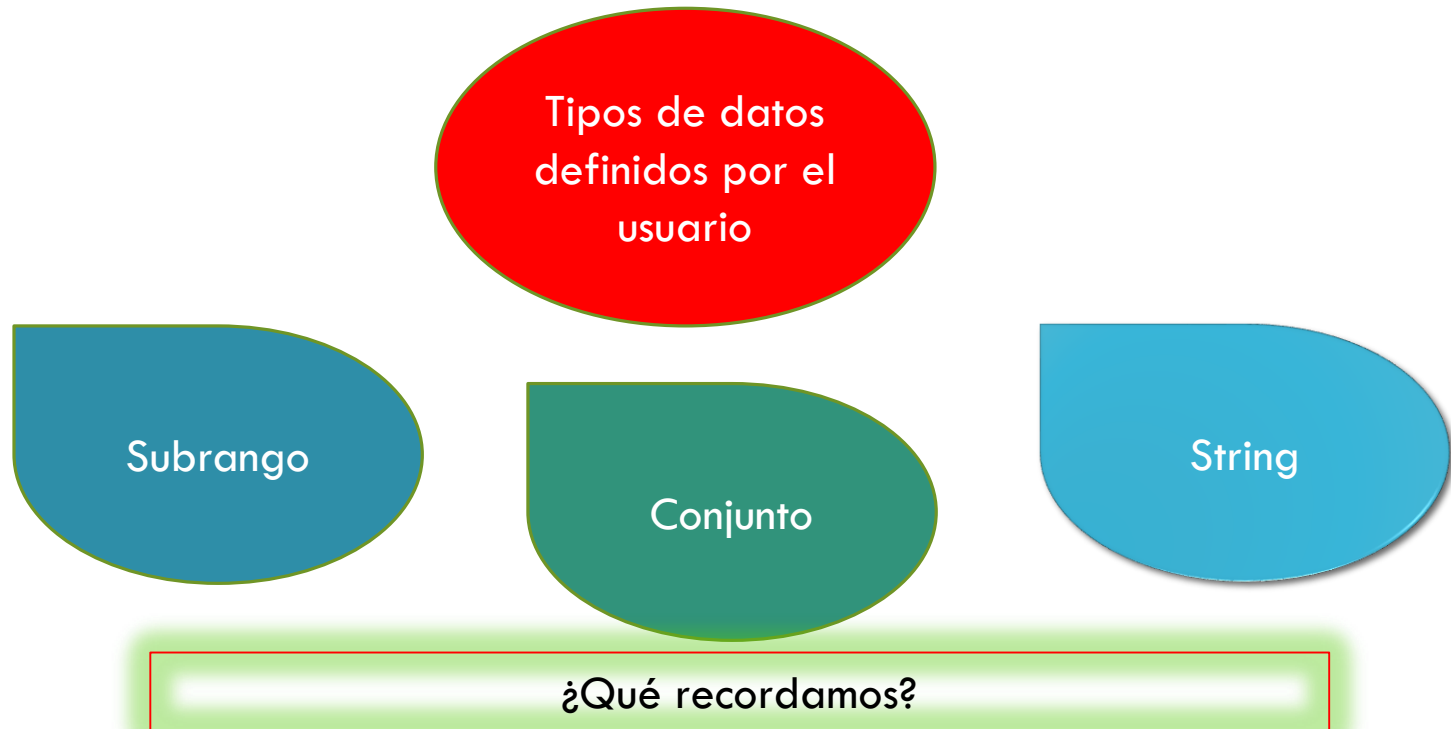 Tipos de datos
definidos por el
usuario
Subrango
Conjunto
String
¿Qué recordamos?